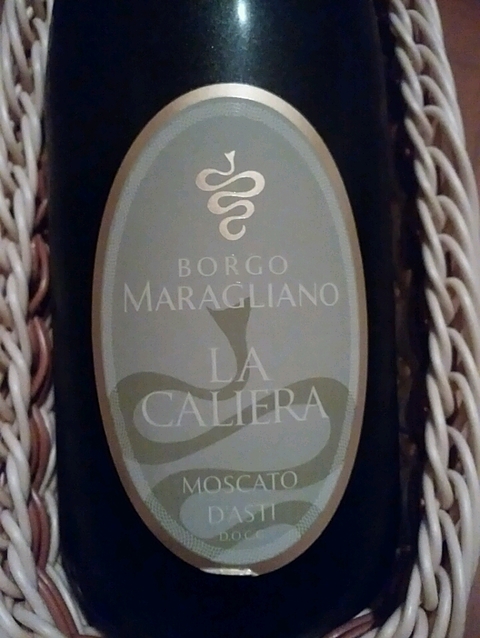 BORGO
MARAGLIANO
LA
CALIERA
MOSCATO
D'ASTI
D.O.C.G.